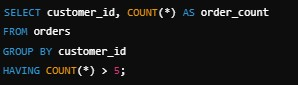 SELECT customer_id, COUNT(*) AS order_count
FROM orders
GROUP BY customer_id
HAVING COUNT(*) > 5;